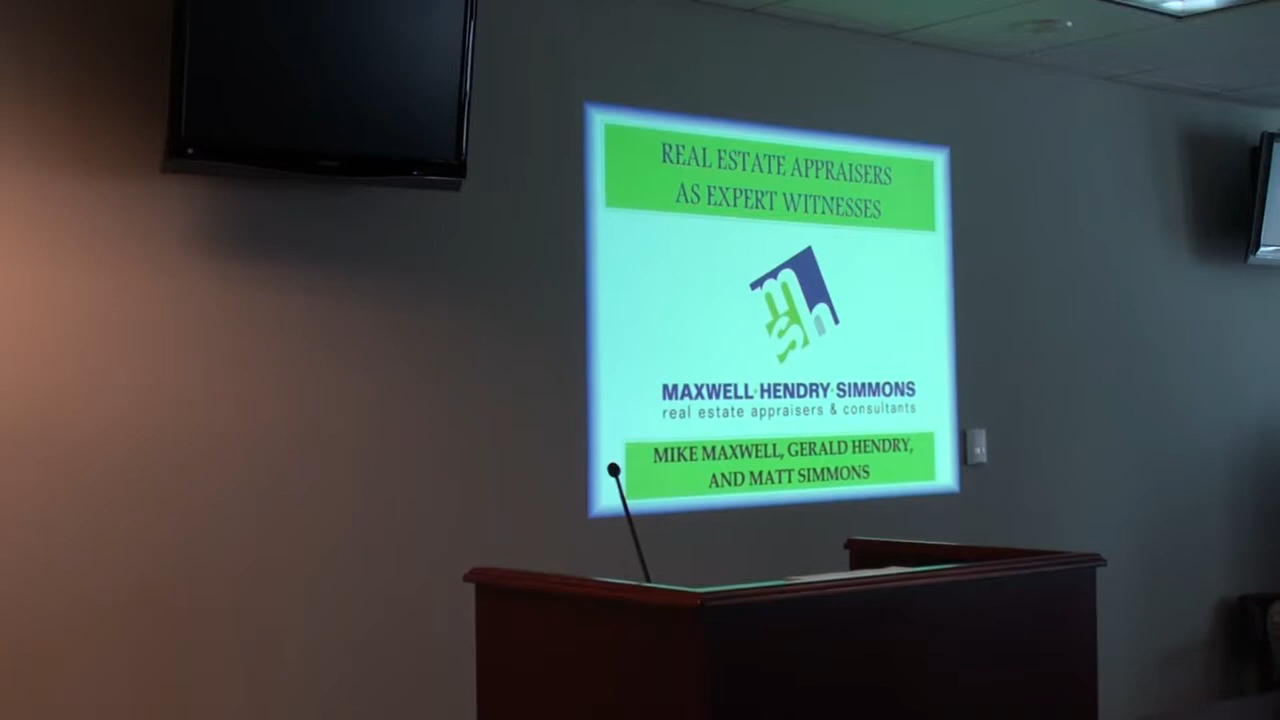 REAL ESTATE APPRAISERS
AS EXPERT WITNESSES
msh
MAXWELL·HENDRY·SIMMONS
real estate appraisers & consultants
MIKE MAXWELL, GERALD HENDRY,
AND MATT SIMMONS